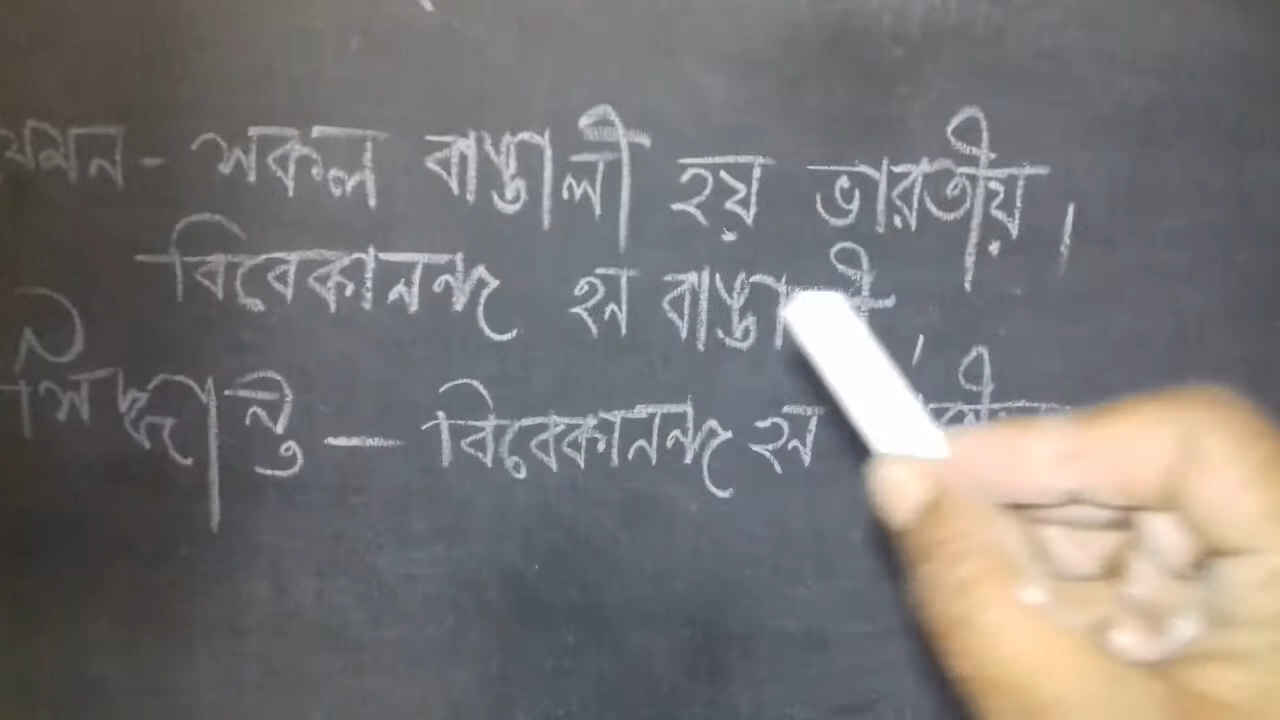 যেমন - সকল বাঙালী হয় ভারতীয় ।
বিবেকানন্দ হন
সিদ্ধান্ত — বিবেকানন্দ হন